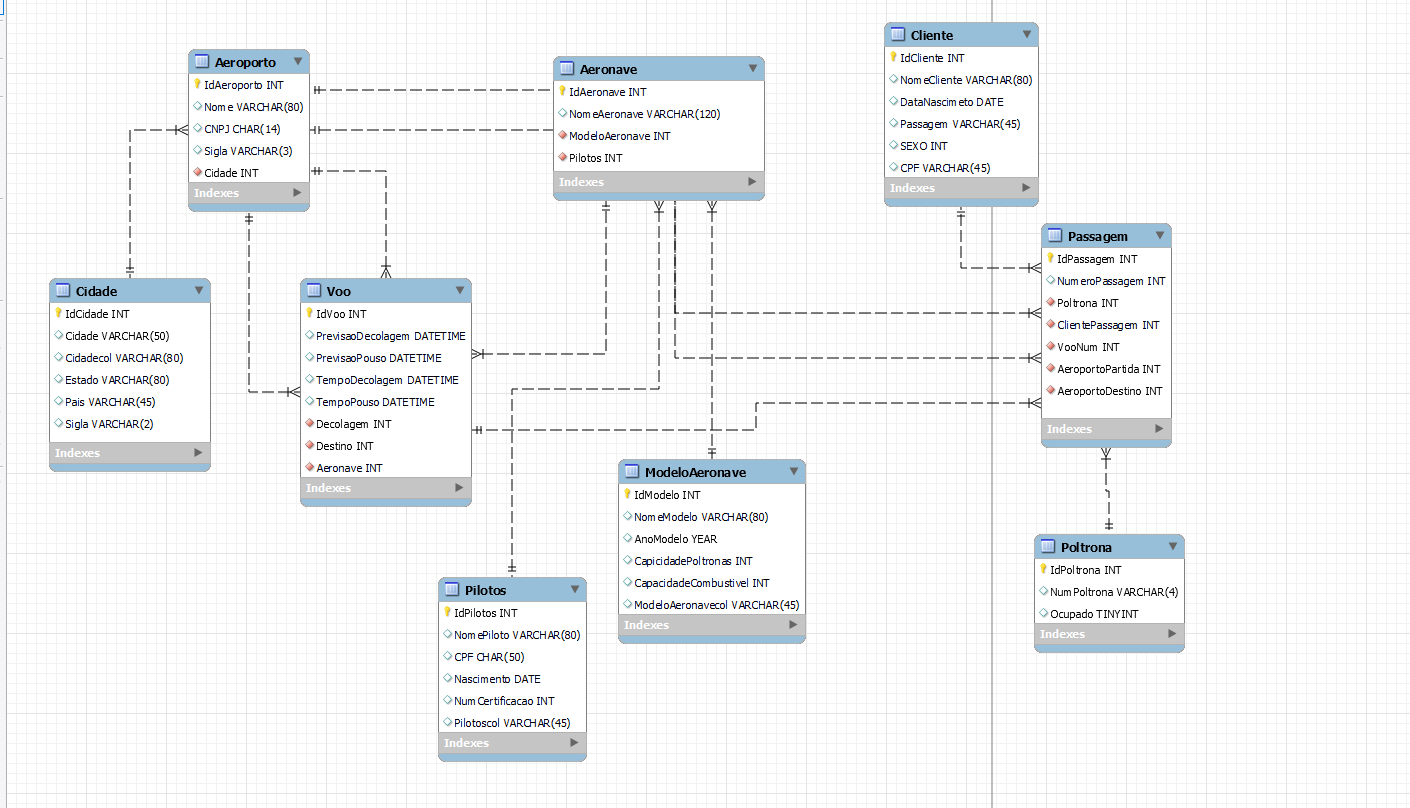 Aeroporto
IdAeroporto INT
Nome VARCHAR(80)
CNPJ CHAR(14)
Sigla VARCHAR(3)
Cidade INT
Indexes
Aeronave
IdAeronave INT
NomeAeronave VARCHAR(120)
ModeloAeronave INT
Pilotos INT
Indexes
Cliente
IdCliente INT
NomeCliente VARCHAR(80)
DataNascimeto DATE
Passagem VARCHAR(45)
SEXO INT
CPF VARCHAR(45)
Indexes
Passagem
IdPassagem INT
NumeroPassagem INT
Poltrona INT
ClientePassagem INT
VooNum INT
AeroportoPartida INT
AeroportoDestino INT
Indexes
Cidade
IdCidade INT
Cidade VARCHAR(50)
Cidadecol VARCHAR(80)
Estado VARCHAR(80)
Pais VARCHAR(45)
Sigla VARCHAR(2)
Indexes
Voo
IdVoo INT
PrevisaoDecolagem DATETIME
PrevisaoPouso DATETIME
TempoDecolagem DATETIME
TempoPouso DATETIME
Decolagem INT
Destino INT
Aeronave INT
Indexes
ModeloAeronave
IdModelo INT
NomeModelo VARCHAR(80)
AnoModelo YEAR
CapicidadePoltronas INT
CapacidadeCombustivel INT
ModeloAeronavecol VARCHAR(45)
Indexes
Poltrona
IdPoltrona INT
NumPoltrona VARCHAR(4)
Ocupado TINYINT
Indexes
Pilotos
IdPilotos INT
NomePiloto VARCHAR(80)
CPF CHAR(50)
Nascimento DATE
NumCertificacao INT
Pilotoscol VARCHAR(45)
Indexes